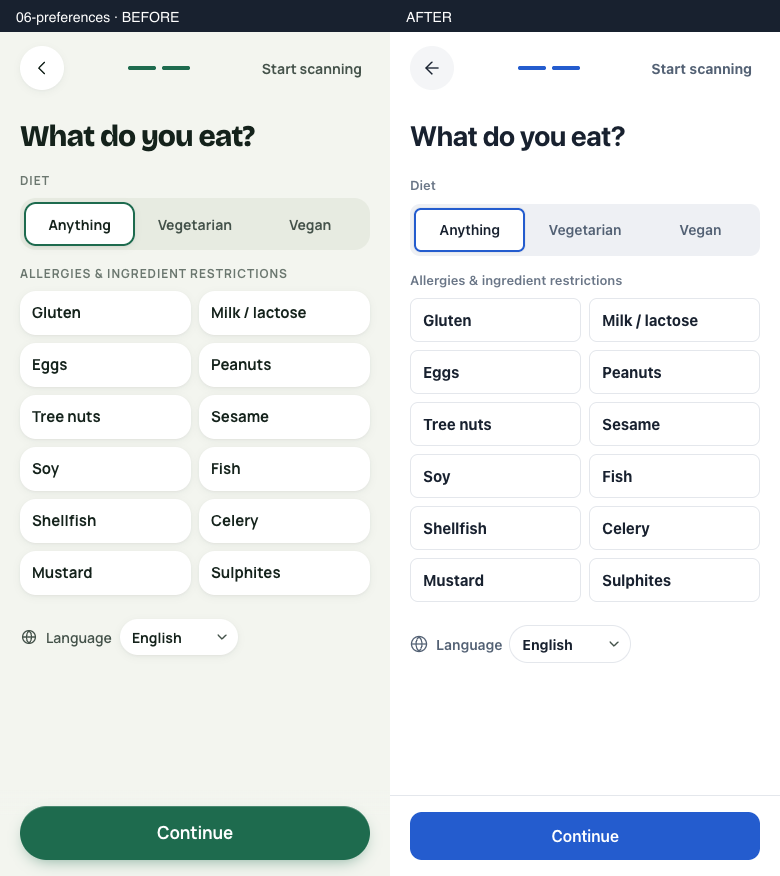 06-preferences · BEFORE
Start scanning
What do you eat?
DIET
Anything Vegetarian Vegan
ALLERGIES & INGREDIENT RESTRICTIONS
Gluten Milk / lactose
Eggs Peanuts
Tree nuts Sesame
Soy Fish
Shellfish Celery
Mustard Sulphites
Language English
Continue
AFTER
Start scanning
What do you eat?
Diet
Anything Vegetarian Vegan
Allergies & ingredient restrictions
Gluten Milk / lactose
Eggs Peanuts
Tree nuts Sesame
Soy Fish
Shellfish Celery
Mustard Sulphites
Language English
Continue